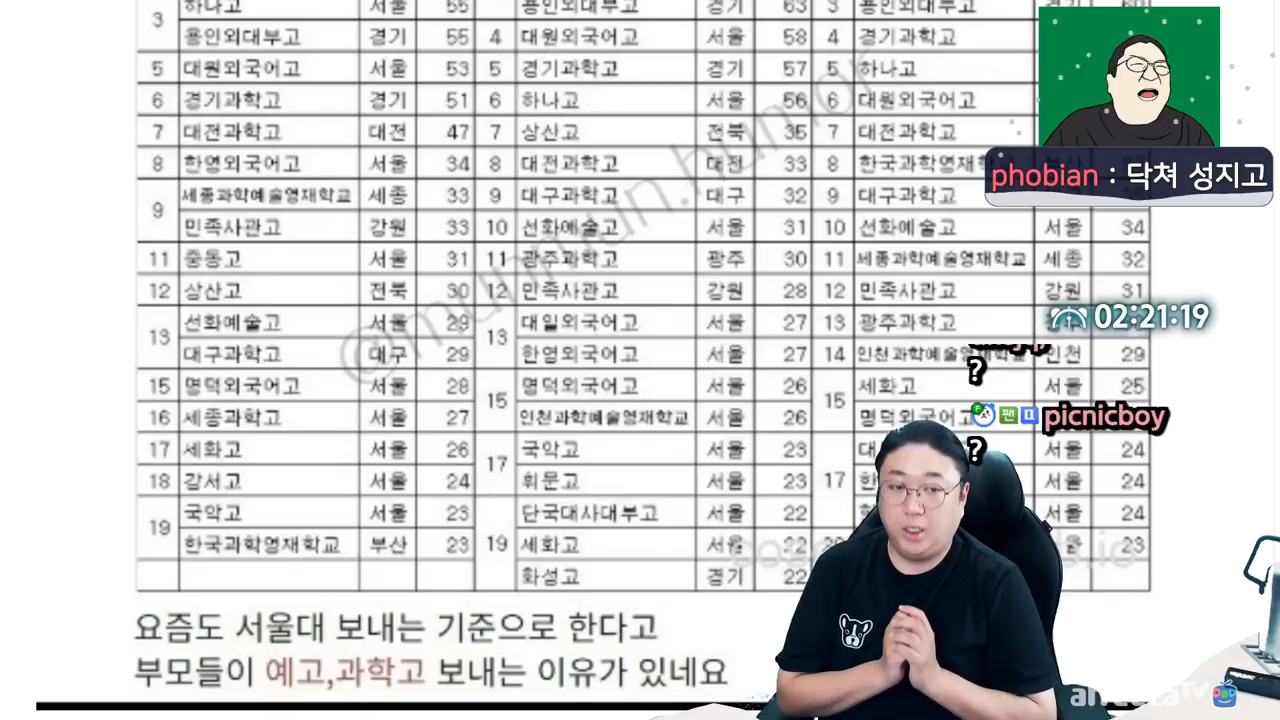 3 하나고 서울 55 용인외대부고 경기 63 3 용인외대부고 경기 60
용인외대부고 경기 55 4 대원외국어고 서울 58 4 경기과학고
5 대원외국어고 서울 53 5 경기과학고 경기 57 5 하나고
6 경기과학고 경기 51 6 하나고 서울 56 6 대원외국어고
7 대전과학고 대전 47 7 상산고 전북 35 7 대전과학고
8 한영외국어고 서울 34 8 대전과학고 대전 33 8 한국과학영재학
9 세종과학예술영재학교 세종 33 9 대구과학고 대구 32 9 대구과학고
민족사관고 강원 33 10 선화예술고 서울 31 10 선화예술고 서울 34
11 중동고 서울 31 11 광주과학고 광주 30 11 세종과학예술영재학교 세종 32
12 상산고 전북 30 12 민족사관고 강원 28 12 민족사관고 강원 31
13 선화예술고 서울 29 13 대일외국어고 서울 27 13 광주과학고
대구과학고 대구 29 한영외국어고 서울 27 14 인천과학예술영재학교 인천 29
15 명덕외국어고 서울 28 15 명덕외국어고 서울 26 15 세화고 서울 25
16 세종과학고 서울 27 인천과학예술영재학교 서울 26 명덕외국어고
17 세화고 서울 26 17 국악고 서울 23 17 서울 24
18 강서고 서울 24 휘문고 서울 23 서울 24
19 국악고 서울 23 19 단국대사대부고 서울 22 서울 24
한국과학영재학교 부산 23 세화고 서울 22 23
화성고 경기 22
@munmun.humor
phobian : 닥쳐 성지고
02:21:19
?
F 팬 picnicboy
?
요즘도 서울대 보내는 기준으로 한다고
부모들이 예고,과학고 보내는 이유가 있네요
afreecaTV